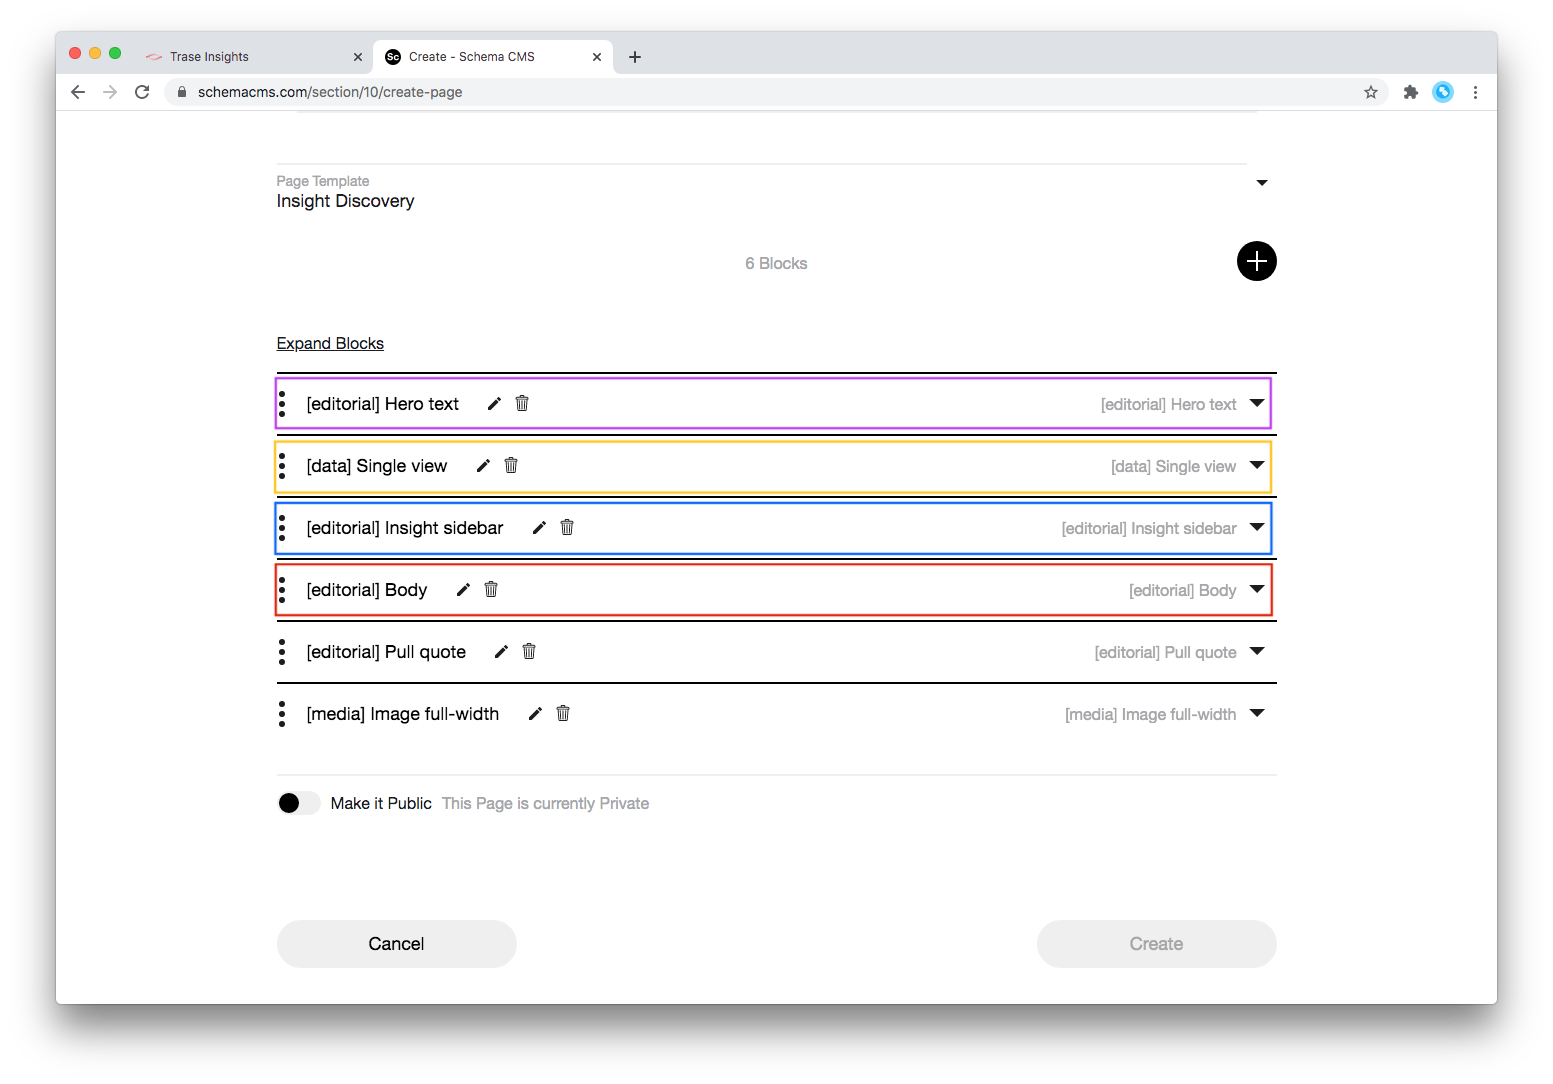 Trase Insights
Sc Create - Schema CMS
schemacms.com/section/10/create-page
Page Template
Insight Discovery
6 Blocks
Expand Blocks
[editorial] Hero text [editorial] Hero text
[data] Single view [data] Single view
[editorial] Insight sidebar [editorial] Insight sidebar
[editorial] Body [editorial] Body
[editorial] Pull quote [editorial] Pull quote
[media] Image full-width [media] Image full-width
Make it Public This Page is currently Private
Cancel Create